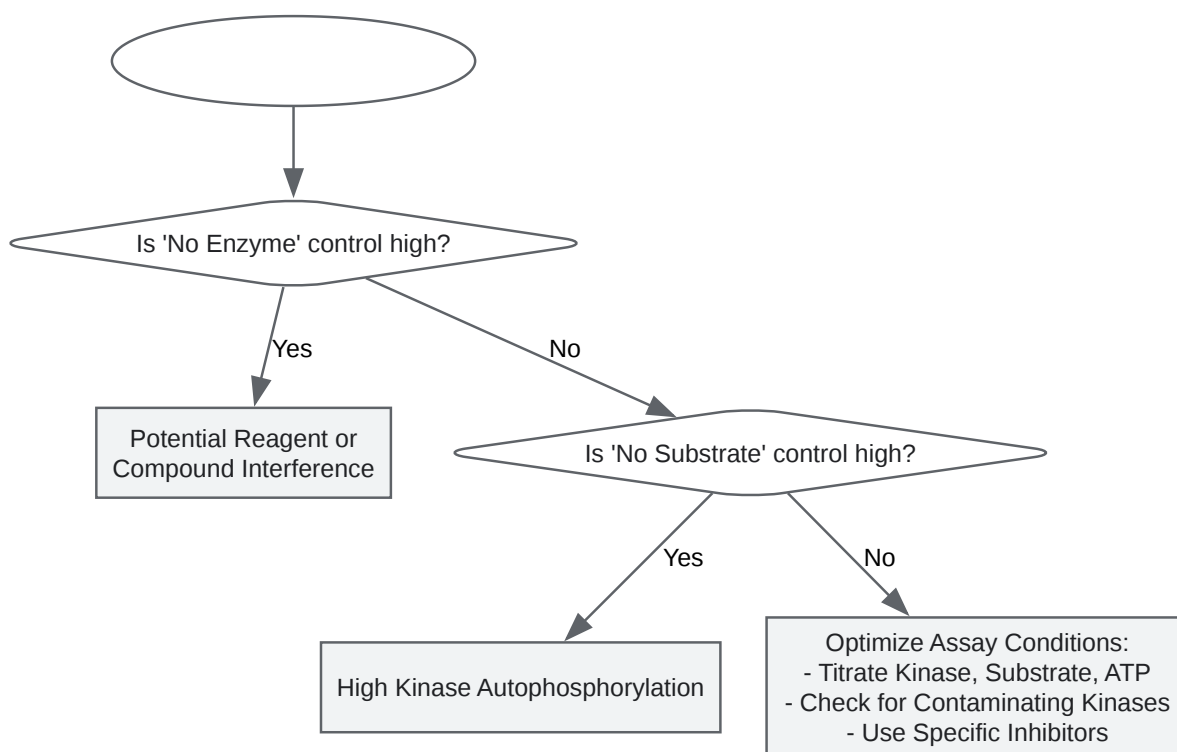 Is 'No Enzyme' control high?
Yes
No
Potential Reagent or
Compound Interference
Is 'No Substrate' control high?
Yes
No
High Kinase Autophosphorylation
Optimize Assay Conditions:
- Titrate Kinase, Substrate, ATP
- Check for Contaminating Kinases
- Use Specific Inhibitors